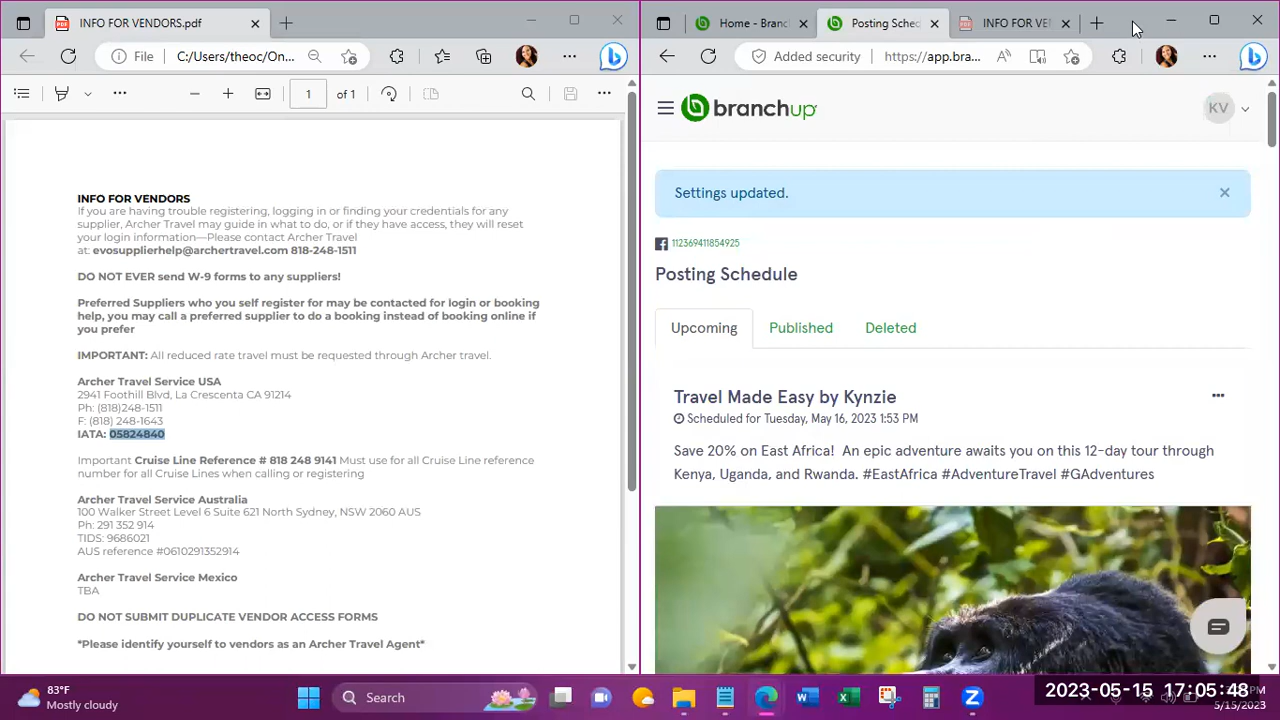 INFO FOR VENDORS.pdf
Home - Branc
Posting Sched
INFO FOR VEN
File
C:/Users/theoc/On...
Added security
https://app.bra...
1
of 1
INFO FOR VENDORS
If you are having trouble registering, logging in or finding your credentials for any
supplier, Archer Travel may guide in what to do, or if they have access, they will reset
your login information—Please contact Archer Travel
at: evosupplierhelp@archertravel.com 818-248-1511
DO NOT EVER send W-9 forms to any suppliers!
Preferred Suppliers who you self register for may be contacted for login or booking
help, you may call a preferred supplier to do a booking instead of booking online if
you prefer
IMPORTANT: All reduced rate travel must be requested through Archer travel.
Archer Travel Service USA
2941 Foothill Blvd, La Crescenta CA 91214
Ph: (818)248-1511
F: (818) 248-1643
IATA: 05824840
Important Cruise Line Reference # 818 248 9141 Must use for all Cruise Line reference
number for all Cruise Lines when calling or registering
Archer Travel Service Australia
100 Walker Street Level 6 Suite 621 North Sydney, NSW 2060 AUS
Ph: 291 352 914
TIDS: 9686021
AUS reference #0610291352914
Archer Travel Service Mexico
TBA
DO NOT SUBMIT DUPLICATE VENDOR ACCESS FORMS
*Please identify yourself to vendors as an Archer Travel Agent*
branchup
KV
Settings updated.
112369411854925
Posting Schedule
Upcoming
Published
Deleted
Travel Made Easy by Kynzie
Scheduled for Tuesday, May 16, 2023 1:53 PM
Save 20% on East Africa! An epic adventure awaits you on this 12-day tour through
Kenya, Uganda, and Rwanda. #EastAfrica #AdventureTravel #GAdventures
83°F
Mostly cloudy
Search
2023-05-15 17:05:48
5/15/2023